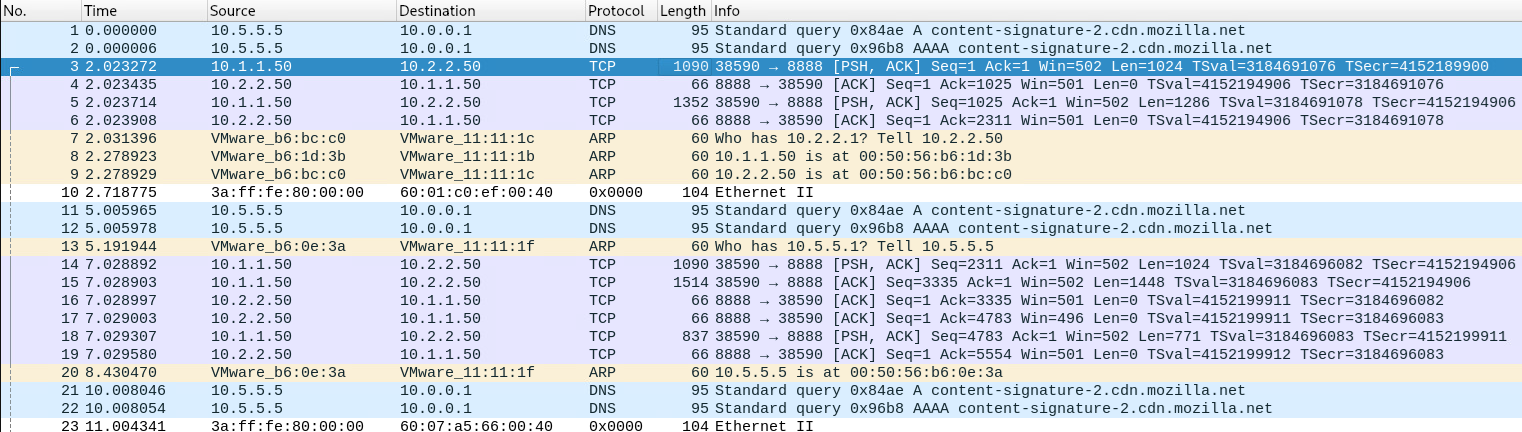 No. Time Source Destination Protocol Length Info
1 0.000000 10.5.5.5 10.0.0.1 DNS 95 Standard query 0x84ae A content-signature-2.cdn.mozilla.net
2 0.000006 10.5.5.5 10.0.0.1 DNS 95 Standard query 0x96b8 AAAA content-signature-2.cdn.mozilla.net
3 2.023272 10.1.1.50 10.2.2.50 TCP 1090 38590 → 8888 [PSH, ACK] Seq=1 Ack=1 Win=502 Len=1024 TSval=3184691076 TSecr=4152189900
4 2.023435 10.2.2.50 10.1.1.50 TCP 66 8888 → 38590 [ACK] Seq=1 Ack=1025 Win=501 Len=0 TSval=4152194906 TSecr=3184691076
5 2.023714 10.1.1.50 10.2.2.50 TCP 1352 38590 → 8888 [PSH, ACK] Seq=1025 Ack=1 Win=502 Len=1286 TSval=3184691078 TSecr=4152194906
6 2.023908 10.2.2.50 10.1.1.50 TCP 66 8888 → 38590 [ACK] Seq=1 Ack=2311 Win=501 Len=0 TSval=4152194906 TSecr=3184691078
7 2.031396 VMware_b6:bc:c0 VMware_11:11:1c ARP 60 Who has 10.2.2.1? Tell 10.2.2.50
8 2.278923 VMware_b6:1d:3b VMware_11:11:1b ARP 60 10.1.1.50 is at 00:50:56:b6:1d:3b
9 2.278929 VMware_b6:bc:c0 VMware_11:11:1c ARP 60 10.2.2.50 is at 00:50:56:b6:bc:c0
10 2.718775 3a:ff:fe:80:00:00 60:01:c0:ef:00:40 0x0000 104 Ethernet II
11 5.005965 10.5.5.5 10.0.0.1 DNS 95 Standard query 0x84ae A content-signature-2.cdn.mozilla.net
12 5.005978 10.5.5.5 10.0.0.1 DNS 95 Standard query 0x96b8 AAAA content-signature-2.cdn.mozilla.net
13 5.191944 VMware_b6:0e:3a VMware_11:11:1f ARP 60 Who has 10.5.5.1? Tell 10.5.5.5
14 7.028892 10.1.1.50 10.2.2.50 TCP 1090 38590 → 8888 [PSH, ACK] Seq=2311 Ack=1 Win=502 Len=1024 TSval=3184696082 TSecr=4152194906
15 7.028903 10.1.1.50 10.2.2.50 TCP 1514 38590 → 8888 [ACK] Seq=3335 Ack=1 Win=502 Len=1448 TSval=3184696083 TSecr=4152194906
16 7.028997 10.2.2.50 10.1.1.50 TCP 66 8888 → 38590 [ACK] Seq=1 Ack=3335 Win=501 Len=0 TSval=4152199911 TSecr=3184696082
17 7.029003 10.2.2.50 10.1.1.50 TCP 66 8888 → 38590 [ACK] Seq=1 Ack=4783 Win=496 Len=0 TSval=4152199911 TSecr=3184696083
18 7.029307 10.1.1.50 10.2.2.50 TCP 837 38590 → 8888 [PSH, ACK] Seq=4783 Ack=1 Win=502 Len=771 TSval=3184696083 TSecr=4152199911
19 7.029580 10.2.2.50 10.1.1.50 TCP 66 8888 → 38590 [ACK] Seq=1 Ack=5554 Win=501 Len=0 TSval=4152199912 TSecr=3184696083
20 8.430470 VMware_b6:0e:3a VMware_11:11:1f ARP 60 10.5.5.5 is at 00:50:56:b6:0e:3a
21 10.008046 10.5.5.5 10.0.0.1 DNS 95 Standard query 0x84ae A content-signature-2.cdn.mozilla.net
22 10.008054 10.5.5.5 10.0.0.1 DNS 95 Standard query 0x96b8 AAAA content-signature-2.cdn.mozilla.net
23 11.004341 3a:ff:fe:80:00:00 60:07:a5:66:00:40 0x0000 104 Ethernet II